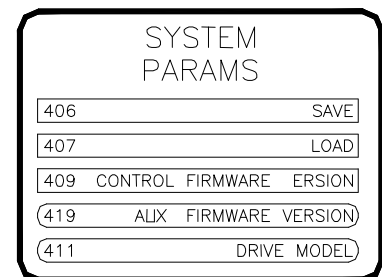 SYSTEM
PARAMS
406 SAVE
407 LOAD
409 CONTROL FIRMWARE ERSION
419 AUX FIRMWARE VERSION
411 DRIVE MODEL